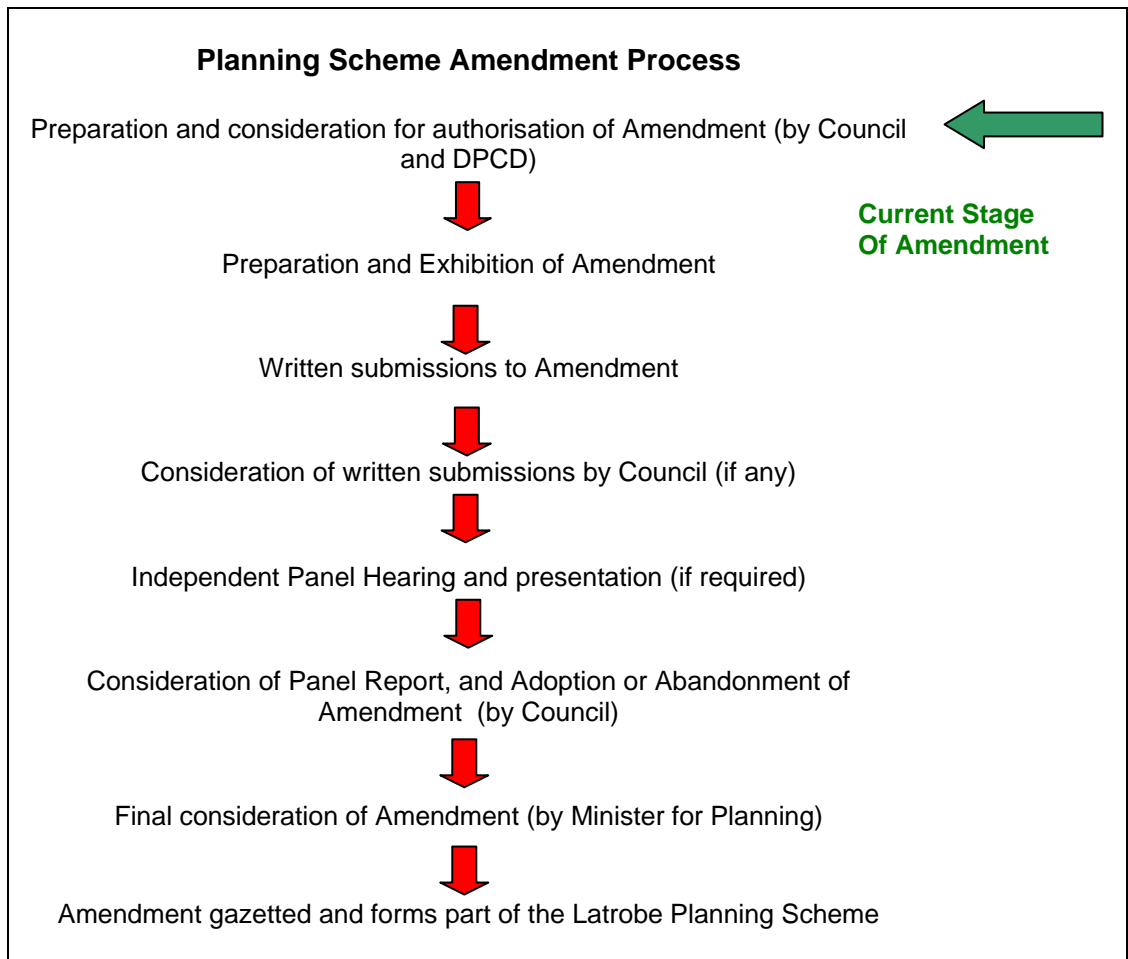 Planning Scheme Amendment Process
Preparation and consideration for authorisation of Amendment (by Council
and DPCD)
Current Stage
Of Amendment
Preparation and Exhibition of Amendment
Written submissions to Amendment
Consideration of written submissions by Council (if any)
Independent Panel Hearing and presentation (if required)
Consideration of Panel Report, and Adoption or Abandonment of
Amendment (by Council)
Final consideration of Amendment (by Minister for Planning)
Amendment gazetted and forms part of the Latrobe Planning Scheme